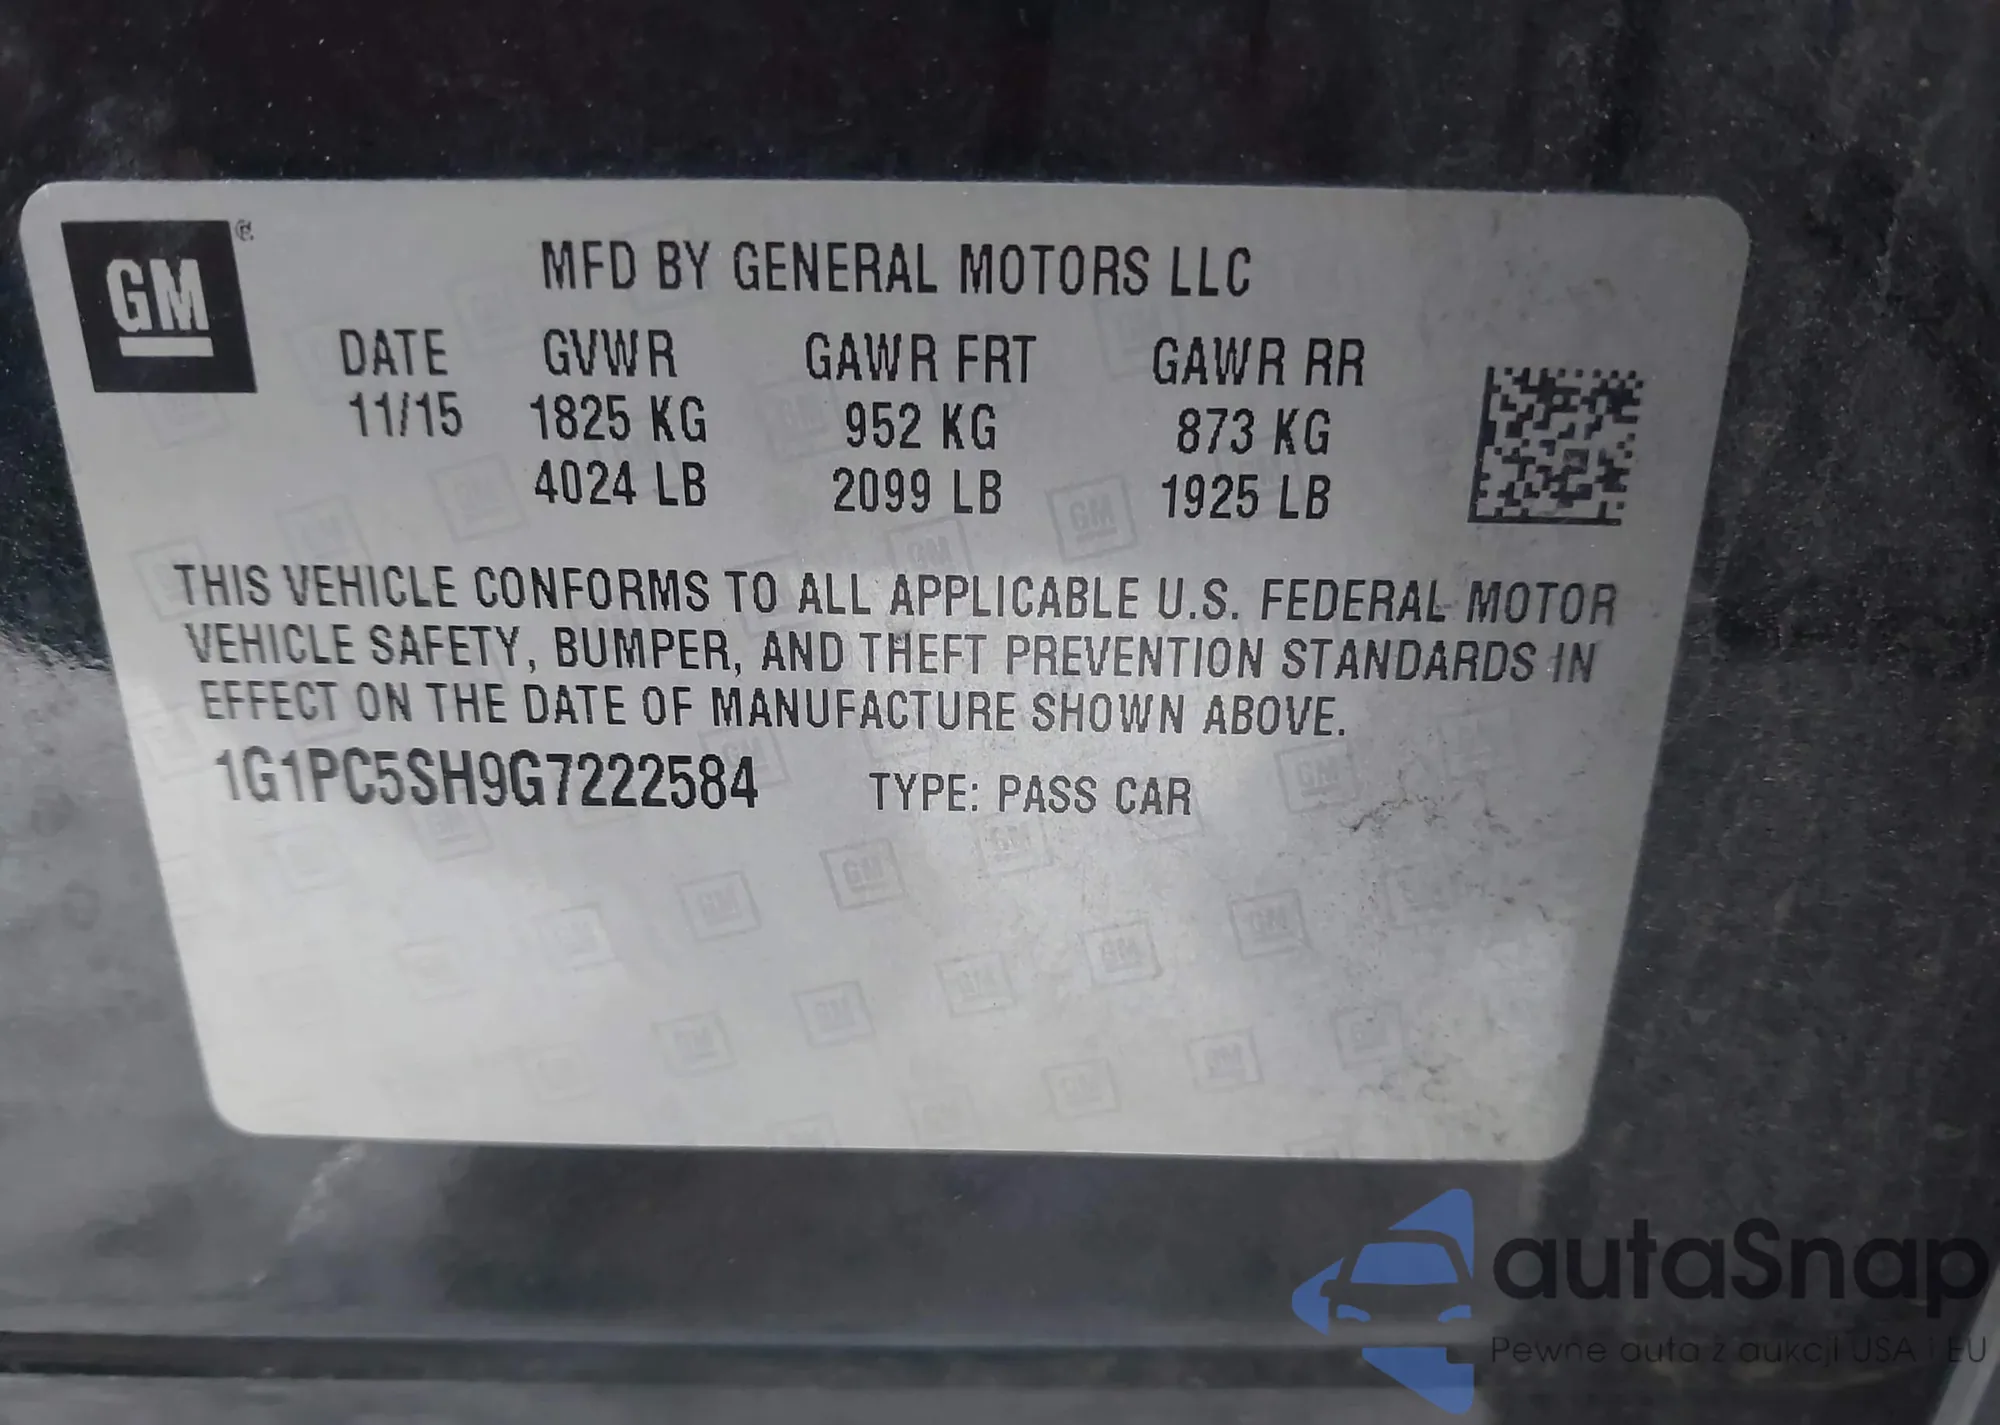 GM
MFD BY GENERAL MOTORS LLC
DATE GVWR GAWR FRT GAWR RR
11/15 1825 KG 952 KG 873 KG
4024 LB 2099 LB 1925 LB
THIS VEHICLE CONFORMS TO ALL APPLICABLE U.S. FEDERAL MOTOR
VEHICLE SAFETY, BUMPER, AND THEFT PREVENTION STANDARDS IN
EFFECT ON THE DATE OF MANUFACTURE SHOWN ABOVE.
1G1PC5SH9G7222584 TYPE: PASS CAR
autaSnap
Pewne auta z aukcji USA i EU